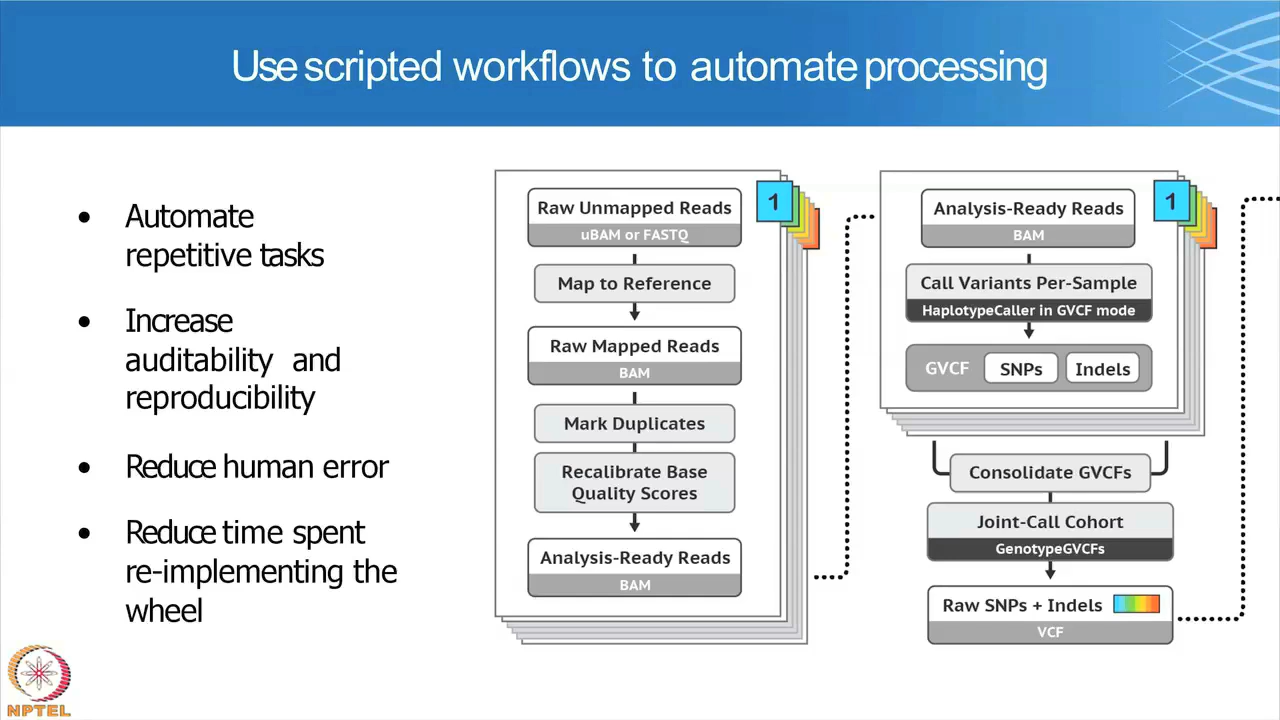 Use scripted workflows to automate processing
• Automate
repetitive tasks
• Increase
auditability and
reproducibility
• Reduce human error
• Reduce time spent
re-implementing the
wheel
1
Raw Unmapped Reads
uBAM or FASTQ
Map to Reference
Raw Mapped Reads
BAM
Mark Duplicates
Recalibrate Base
Quality Scores
Analysis-Ready Reads
BAM
1
Analysis-Ready Reads
BAM
Call Variants Per-Sample
HaplotypeCaller in GVCF mode
GVCF SNPs Indels
Consolidate GVCFs
Joint-Call Cohort
GenotypeGVCFs
Raw SNPs + Indels
VCF
NPTEL